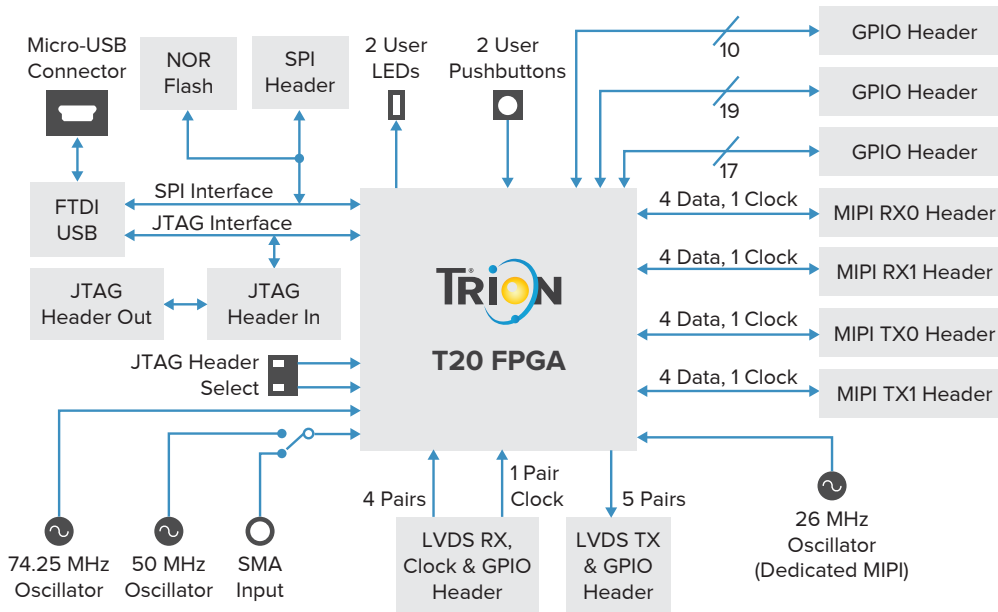 Micro-USB
Connector
NOR
Flash
SPI
Header
2 User
LEDs
2 User
Pushbuttons
10
GPIO Header
19
GPIO Header
17
GPIO Header
FTDI
USB
SPI Interface
JTAG Interface
4 Data, 1 Clock
MIPI RX0 Header
4 Data, 1 Clock
MIPI RX1 Header
4 Data, 1 Clock
MIPI TX0 Header
4 Data, 1 Clock
MIPI TX1 Header
JTAG
Header Out
JTAG
Header In
TRION®
T20 FPGA
JTAG Header
Select
4 Pairs
1 Pair
Clock
5 Pairs
74.25 MHz
Oscillator
50 MHz
Oscillator
SMA
Input
LVDS RX,
Clock & GPIO
Header
LVDS TX
& GPIO
Header
26 MHz
Oscillator
(Dedicated MIPI)